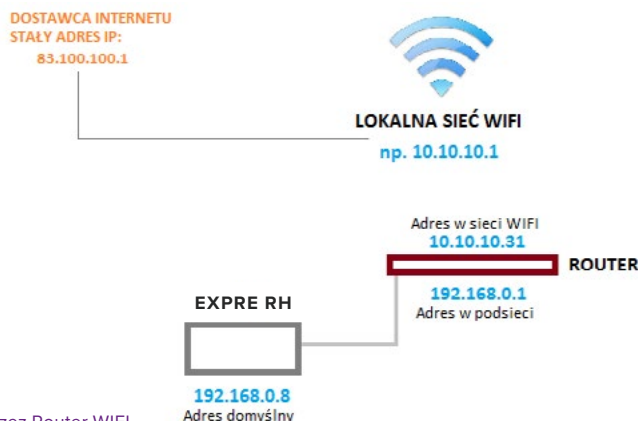 DOSTAWCA INTERNETU
STAŁY ADRES IP:
83.100.100.1
LOKALNA SIEĆ WIFI
np. 10.10.10.1
Adres w sieci WIFI
10.10.10.31
ROUTER
192.168.0.1
Adres w podsieci
EXPRE RH
192.168.0.8
Adres domyślny
Router WIFI